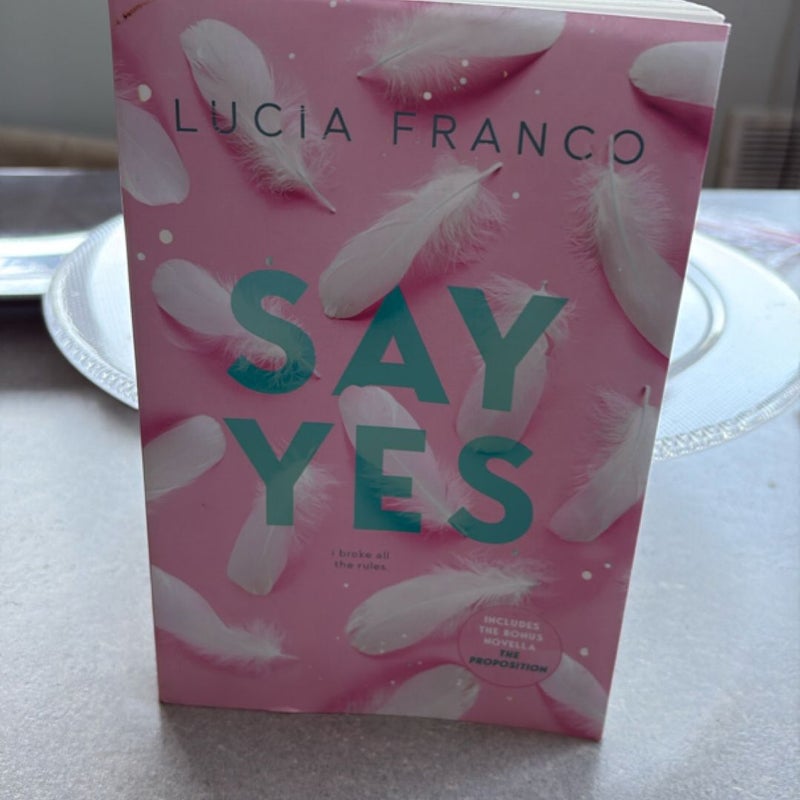 LUCIA FRANCO
SAY
YES
i broke all
the rules.
INCLUDES
THE BONUS
NOVELLA
THE
PROPOSITION